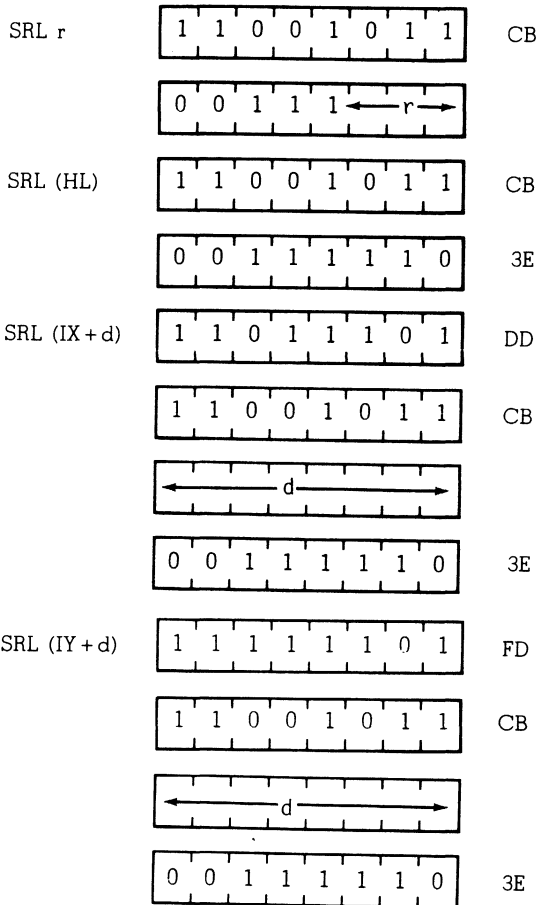 SRL r 1 1 0 0 1 0 1 1 CB
0 0 1 1 1 r
SRL (HL) 1 1 0 0 1 0 1 1 CB
0 0 1 1 1 1 1 0 3E
SRL (IX + d) 1 1 0 1 1 1 0 1 DD
1 1 0 0 1 0 1 1 CB
d
0 0 1 1 1 1 1 0 3E
SRL (IY + d) 1 1 1 1 1 1 0 1 FD
1 1 0 0 1 0 1 1 CB
d
0 0 1 1 1 1 1 0 3E